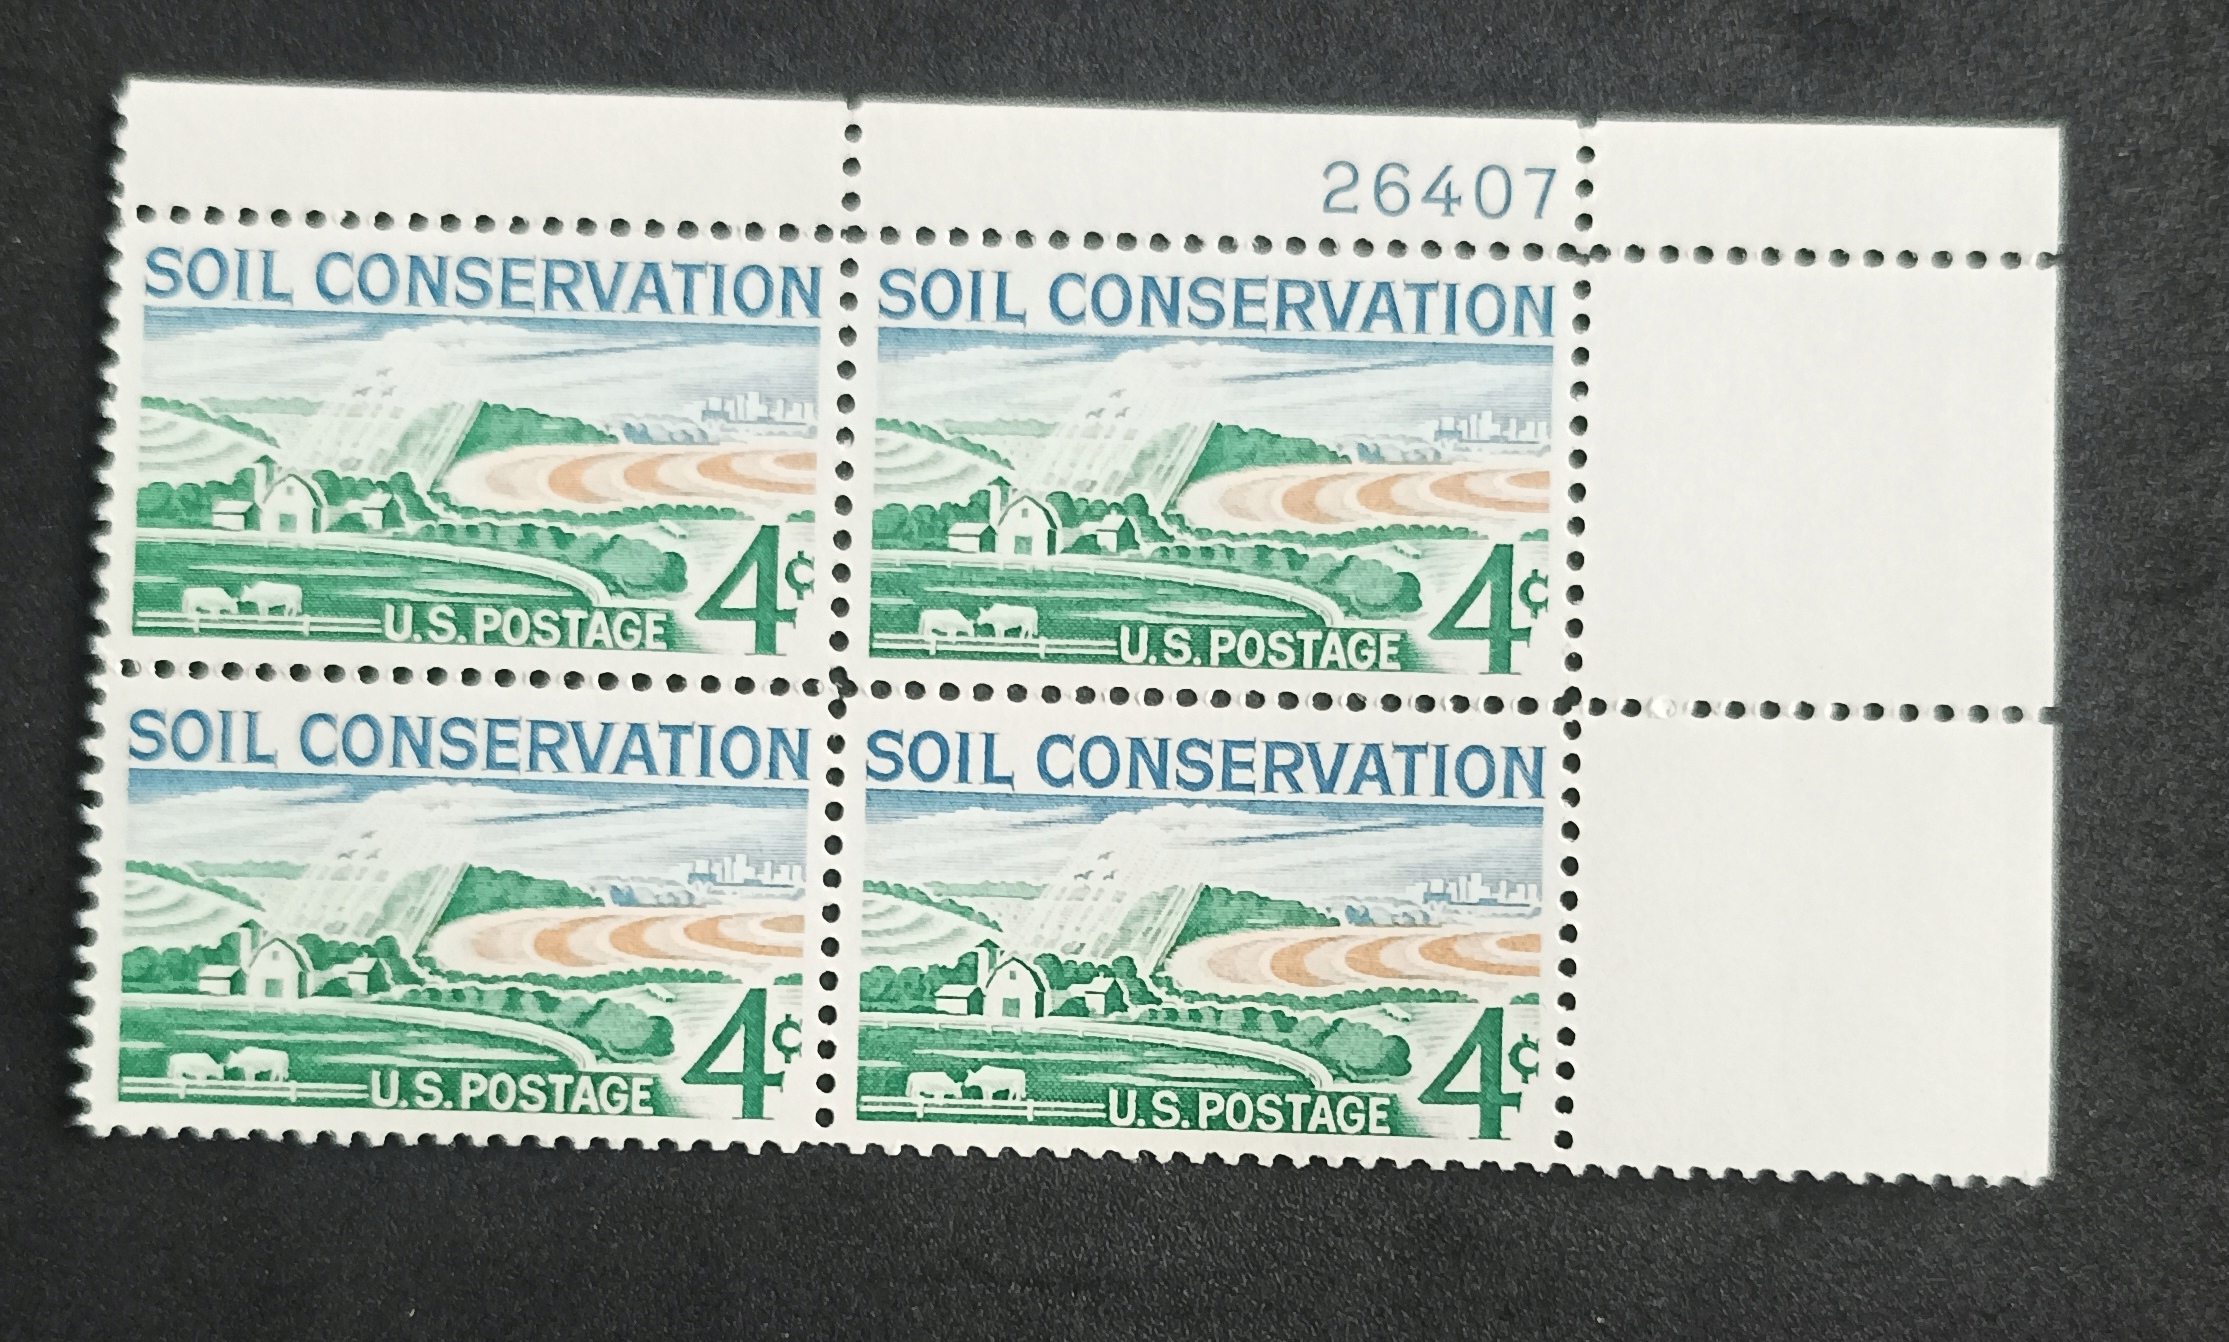 26407
SOIL CONSERVATION
4¢
U.S. POSTAGE
SOIL CONSERVATION
4¢
U.S. POSTAGE
SOIL CONSERVATION
4¢
U.S. POSTAGE
SOIL CONSERVATION
4¢
U.S. POSTAGE